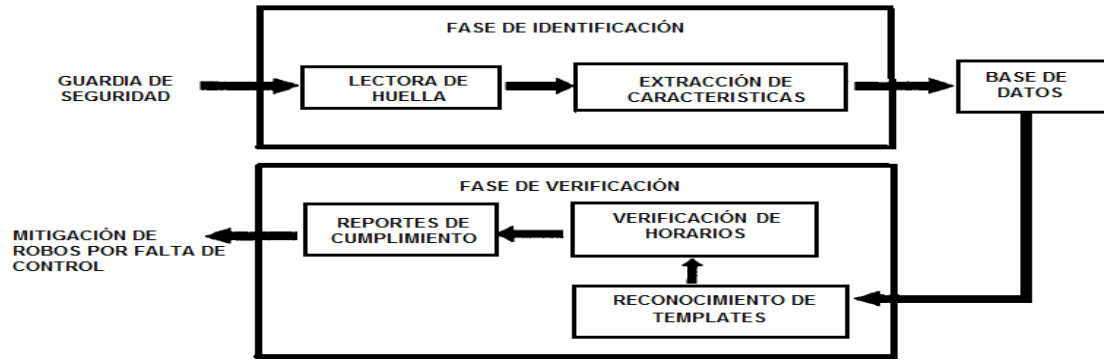 FASE DE IDENTIFICACIÓN
GUARDIA DE
SEGURIDAD
LECTORA DE
HUELLA
EXTRACCIÓN DE
CARACTERISTICAS
BASE DE
DATOS
FASE DE VERIFICACIÓN
MITIGACIÓN DE
ROBOS POR FALTA DE
CONTROL
REPORTES DE
CUMPLIMIENTO
VERIFICACIÓN DE
HORARIOS
RECONOCIMIENTO DE
TEMPLATES